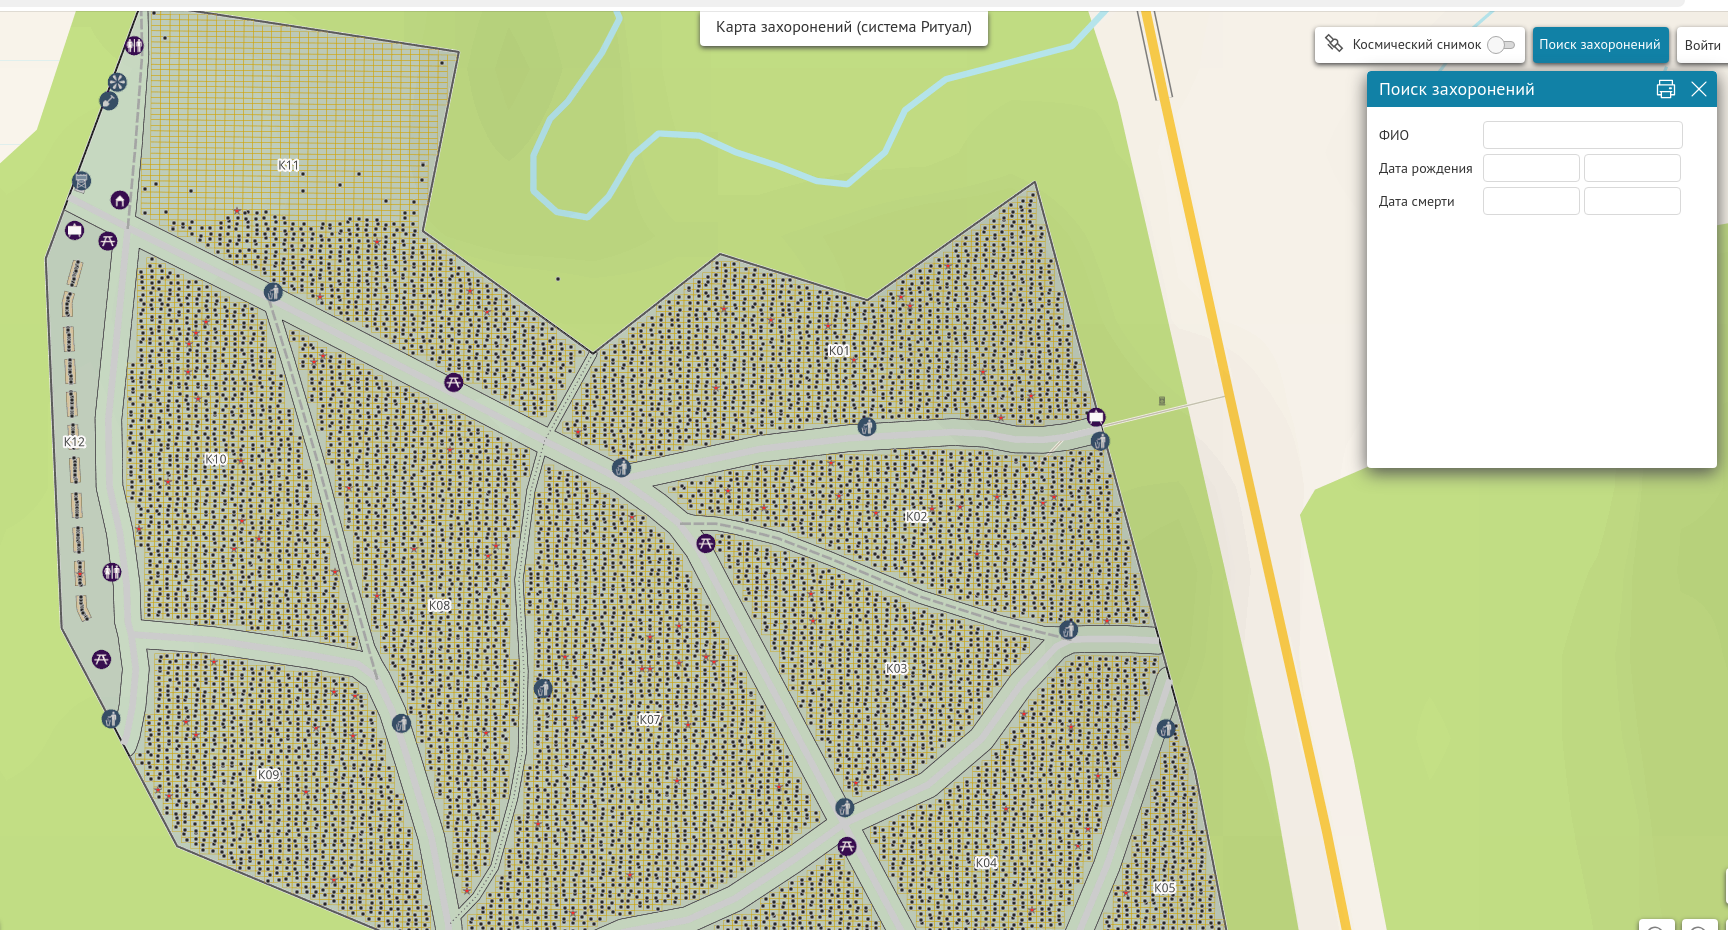 Карта захоронений (система Ритуал)
Космический снимок
Поиск захоронений
Войти
Поиск захоронений
ФИО
Дата рождения
Дата смерти
К11
К01
К12
К10
К02
К08
К03
К07
К09
К04
К05